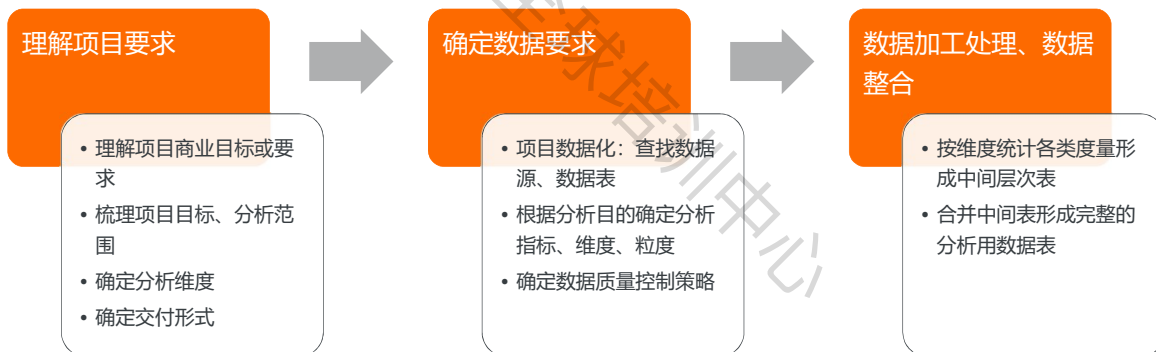 理解项目要求
• 理解项目商业目标或要
求
• 梳理项目目标、分析范
围
• 确定分析维度
• 确定交付形式
确定数据要求
• 项目数据化：查找数据
源、数据表
• 根据分析目的确定分析
指标、维度、粒度
• 确定数据质量控制策略
数据加工处理、数据
整合
• 按维度统计各类度量形
成中间层次表
• 合并中间表形成完整的
分析用数据表
全球培训中心